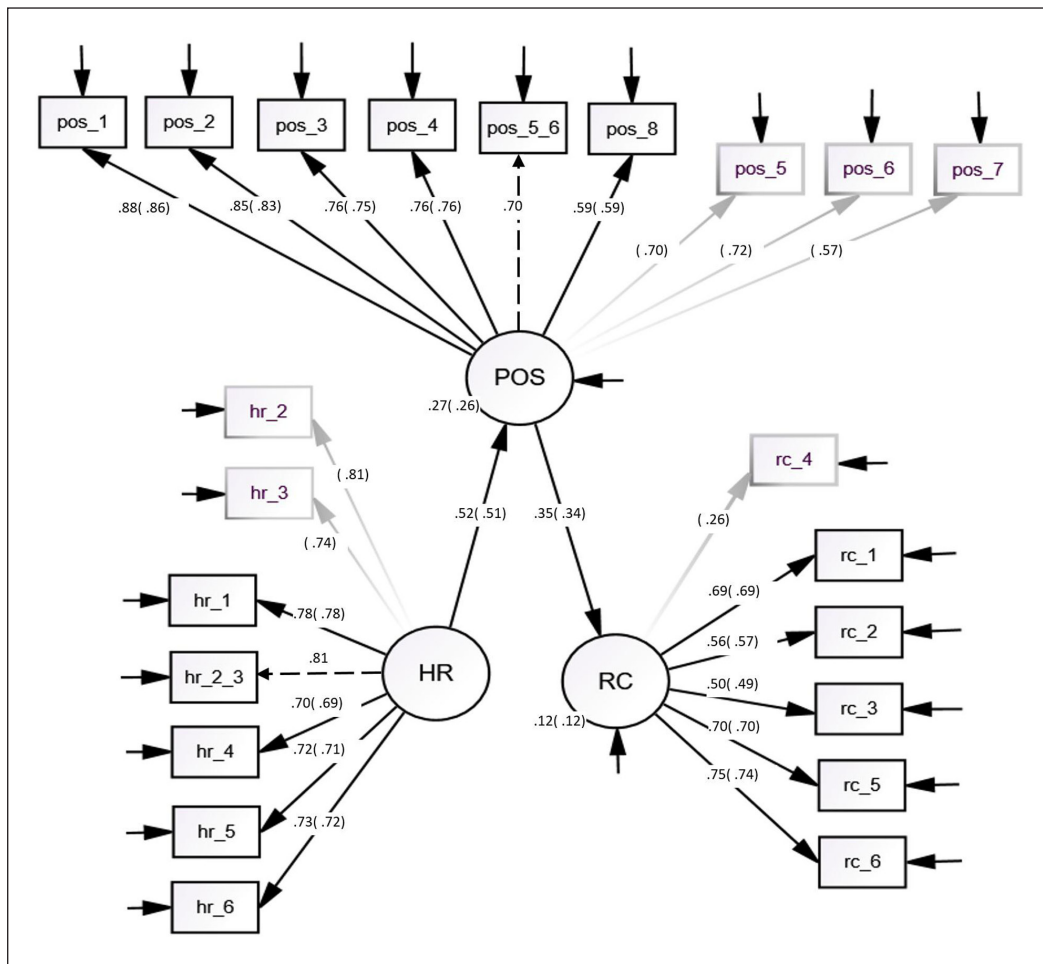 pos_1
pos_2
pos_3
pos_4
pos_5_6
pos_8
pos_5
pos_6
pos_7
.88( .86)
.85( .83)
.76( .75)
.76( .76)
.70
.59( .59)
( .70)
( .72)
( .57)
POS
.27( .26)
hr_2
hr_3
( .81)
( .74)
.52( .51)
.35( .34)
rc_4
( .26)
hr_1
hr_2_3
hr_4
hr_5
hr_6
.78( .78)
.81
.70( .69)
.72( .71)
.73( .72)
HR
RC
.12( .12)
.69( .69)
.56( .57)
.50( .49)
.70( .70)
.75( .74)
rc_1
rc_2
rc_3
rc_5
rc_6